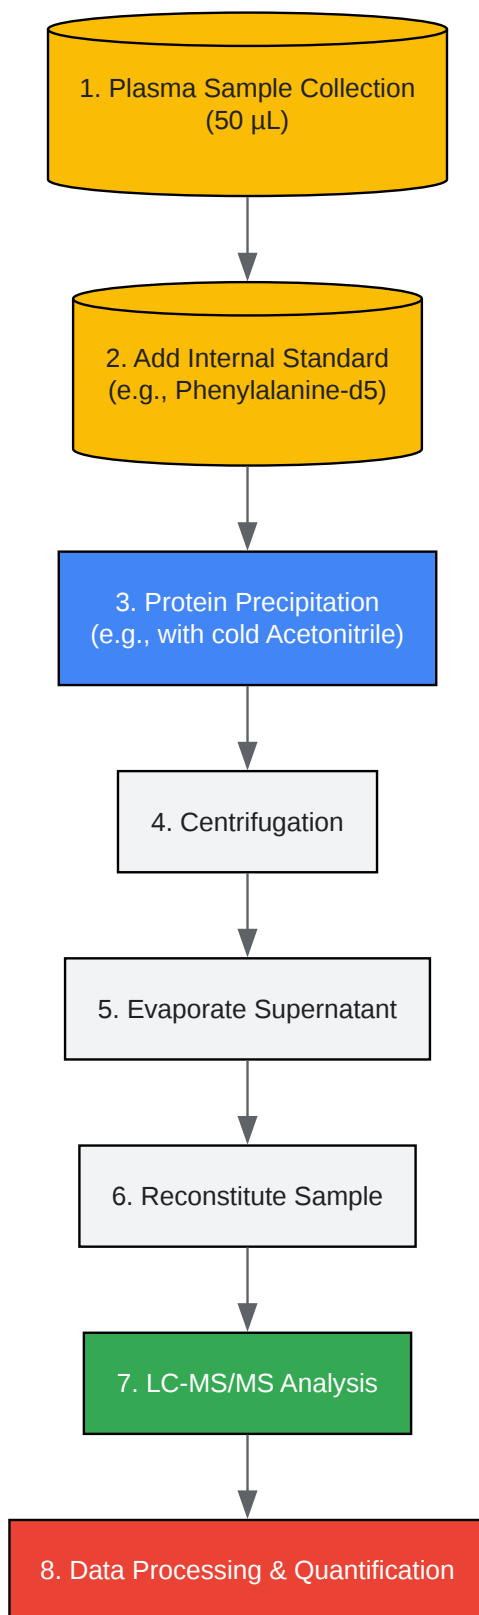 1. Plasma Sample Collection
(50 µL)
2. Add Internal Standard
(e.g., Phenylalanine-d5)
3. Protein Precipitation
(e.g., with cold Acetonitrile)
4. Centrifugation
5. Evaporate Supernatant
6. Reconstitute Sample
7. LC-MS/MS Analysis
8. Data Processing & Quantification